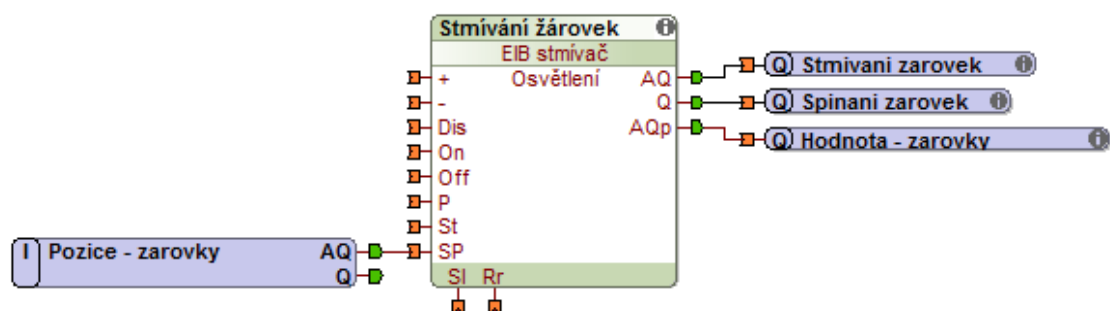 Stmívání žárovek
EIB stmívač
+ Osvětlení AQ
- Q
Dis AQp
On
Off
P
St
SP
SI Rr
I Pozice - zarovky AQ
Q
Q Stmivani zarovek
Q Spinani zarovek
Q Hodnota - zarovky